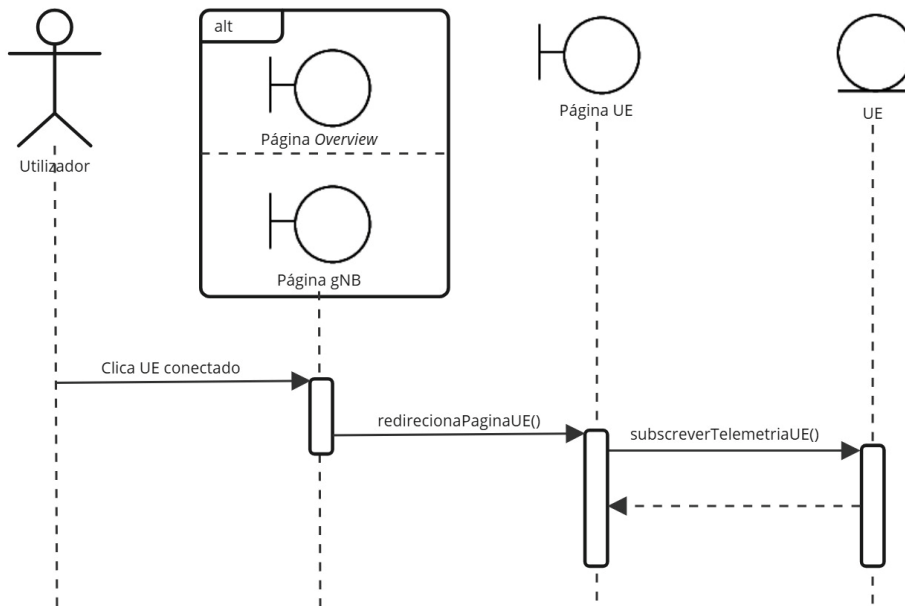 alt
Página Overview
Página UE
UE
Utilizador
Página gNB
Clica UE conectado
redirecionaPaginaUE()
subscreverTelemetriaUE()